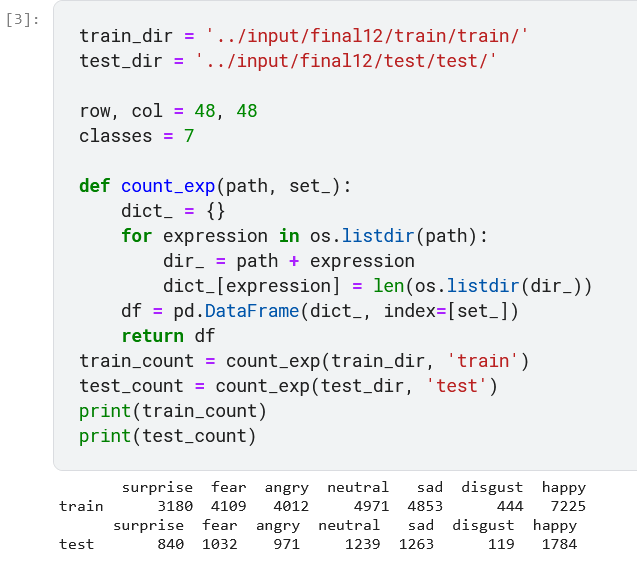 [3]:
train_dir = '../input/final12/train/train/'
test_dir = '../input/final12/test/test/'
row, col = 48, 48
classes = 7
def count_exp(path, set_):
    dict_ = {}
    for expression in os.listdir(path):
        dir_ = path + expression
        dict_[expression] = len(os.listdir(dir_))
    df = pd.DataFrame(dict_, index=[set_])
    return df
train_count = count_exp(train_dir, 'train')
test_count = count_exp(test_dir, 'test')
print(train_count)
print(test_count)
       surprise  fear  angry  neutral   sad  disgust  happy
train      3180  4109   4012     4971  4853      444   7225
      surprise  fear  angry  neutral   sad  disgust  happy
test       840  1032    971     1239  1263      119   1784